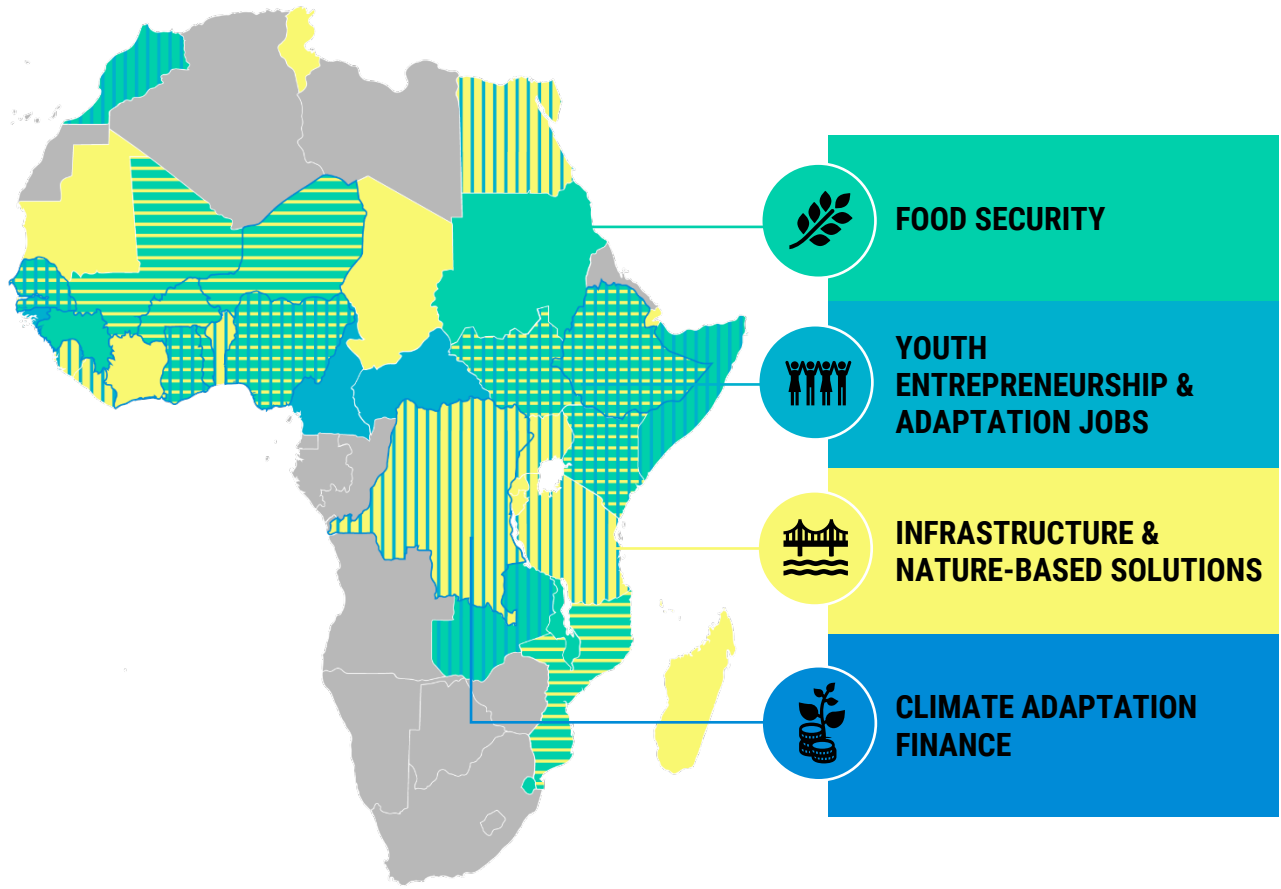 FOOD SECURITY
YOUTH
ENTREPRENEURSHIP &
ADAPTATION JOBS
INFRASTRUCTURE &
NATURE-BASED SOLUTIONS
CLIMATE ADAPTATION
FINANCE